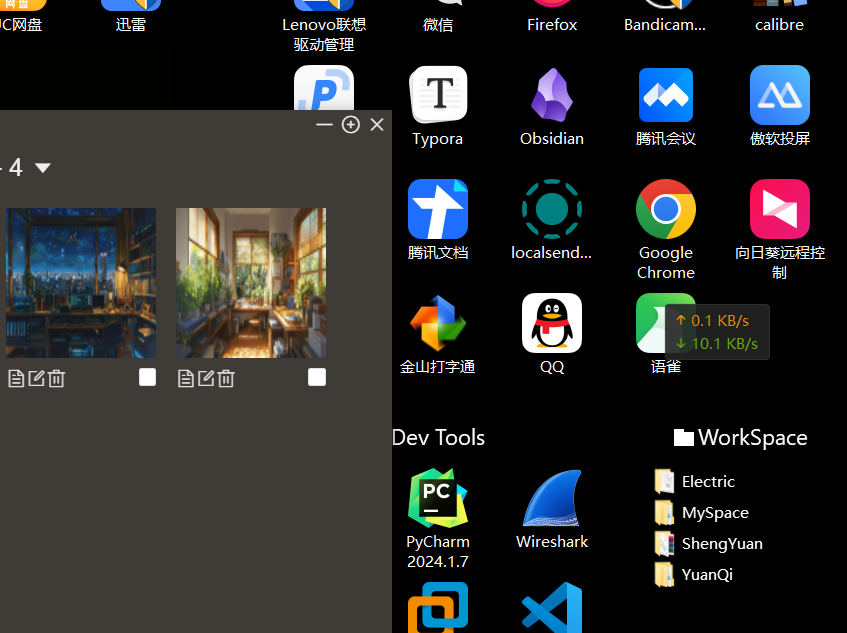 UC网盘
迅雷
Lenovo联想
驱动管理
微信
Firefox
Bandicam...
calibre
P
T
Typora
Obsidian
腾讯会议
傲软投屏
4
腾讯文档
localsend...
Google
Chrome
向日葵远程控
制
↑ 0.1 KB/s
↓ 10.1 KB/s
金山打字通
QQ
语雀
Dev Tools
WorkSpace
PC
PyCharm
2024.1.7
Wireshark
Electric
MySpace
ShengYuan
YuanQi